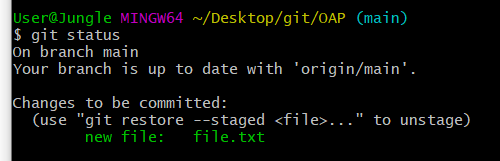 User@Jungle MINGW64 ~/Desktop/git/OAP (main)
$ git status
On branch main
Your branch is up to date with 'origin/main'.

Changes to be committed:
  (use "git restore --staged <file>..." to unstage)
        new file:   file.txt